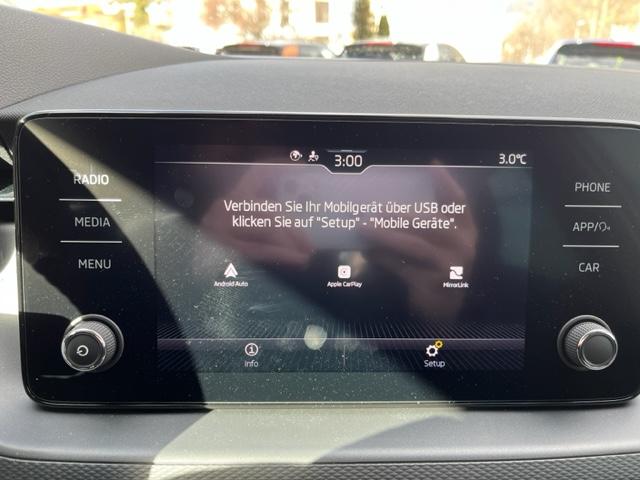 3:00
3.0°C
RADIO
PHONE
Verbinden Sie Ihr Mobilgerät über USB oder
klicken Sie auf "Setup" - "Mobile Geräte".
MEDIA
APP/
MENU
CAR
Android Auto
Apple CarPlay
MirrorLink
Info
Setup